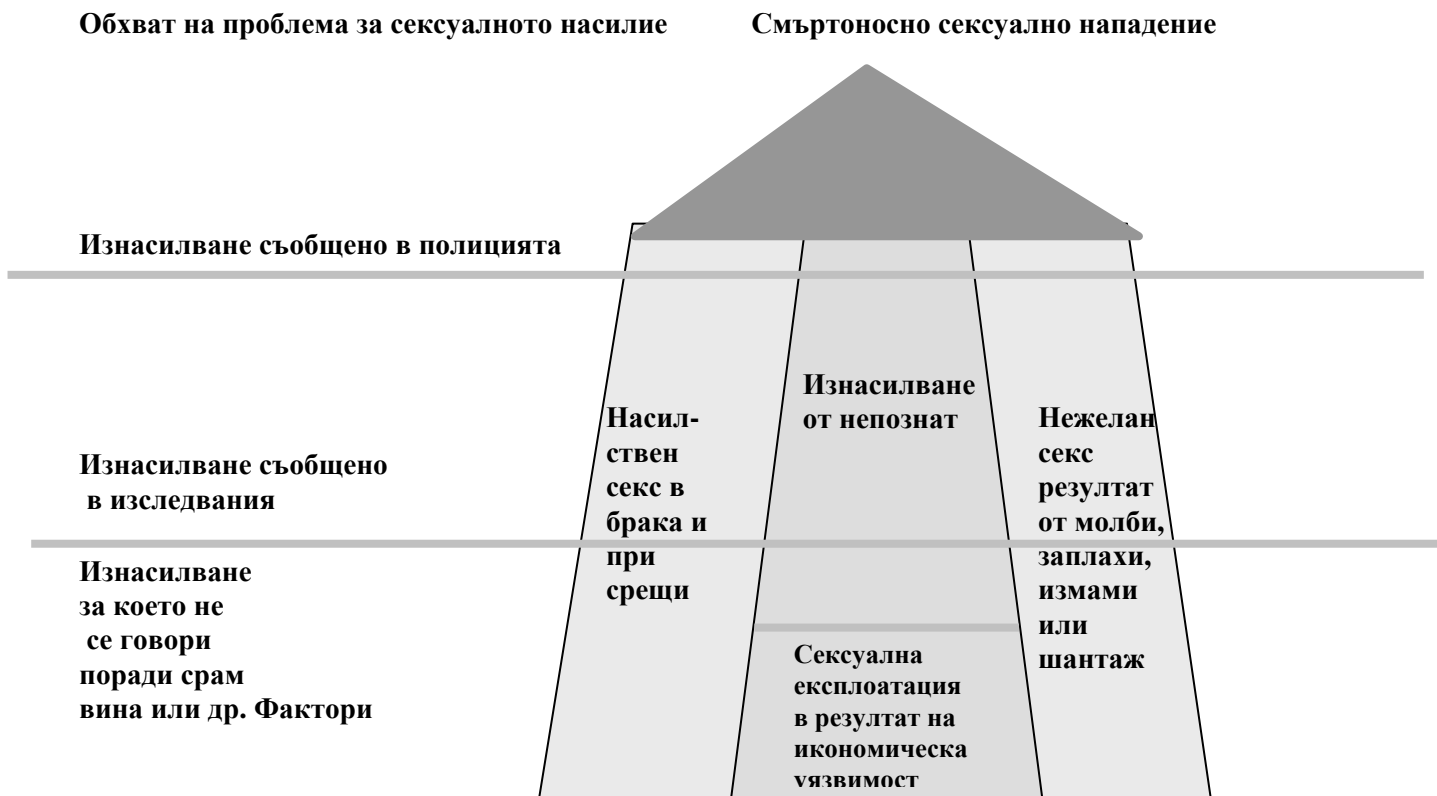 Обхват на проблема за сексуалното насилие
Смъртоносно сексуално нападение
Изнасилване съобщено в полицията
Изнасилване
от непознат
Насил-
ствен
секс в
брака и
при
срещи
Нежелан
секс
резултат
от молби,
заплахи,
измами
или
шантаж
Изнасилване съобщено
в изследвания
Изнасилване
за което не
се говори
поради срам
вина или др. Фактори
Сексуална
експлоатация
в резултат на
икономическа
уязвимост